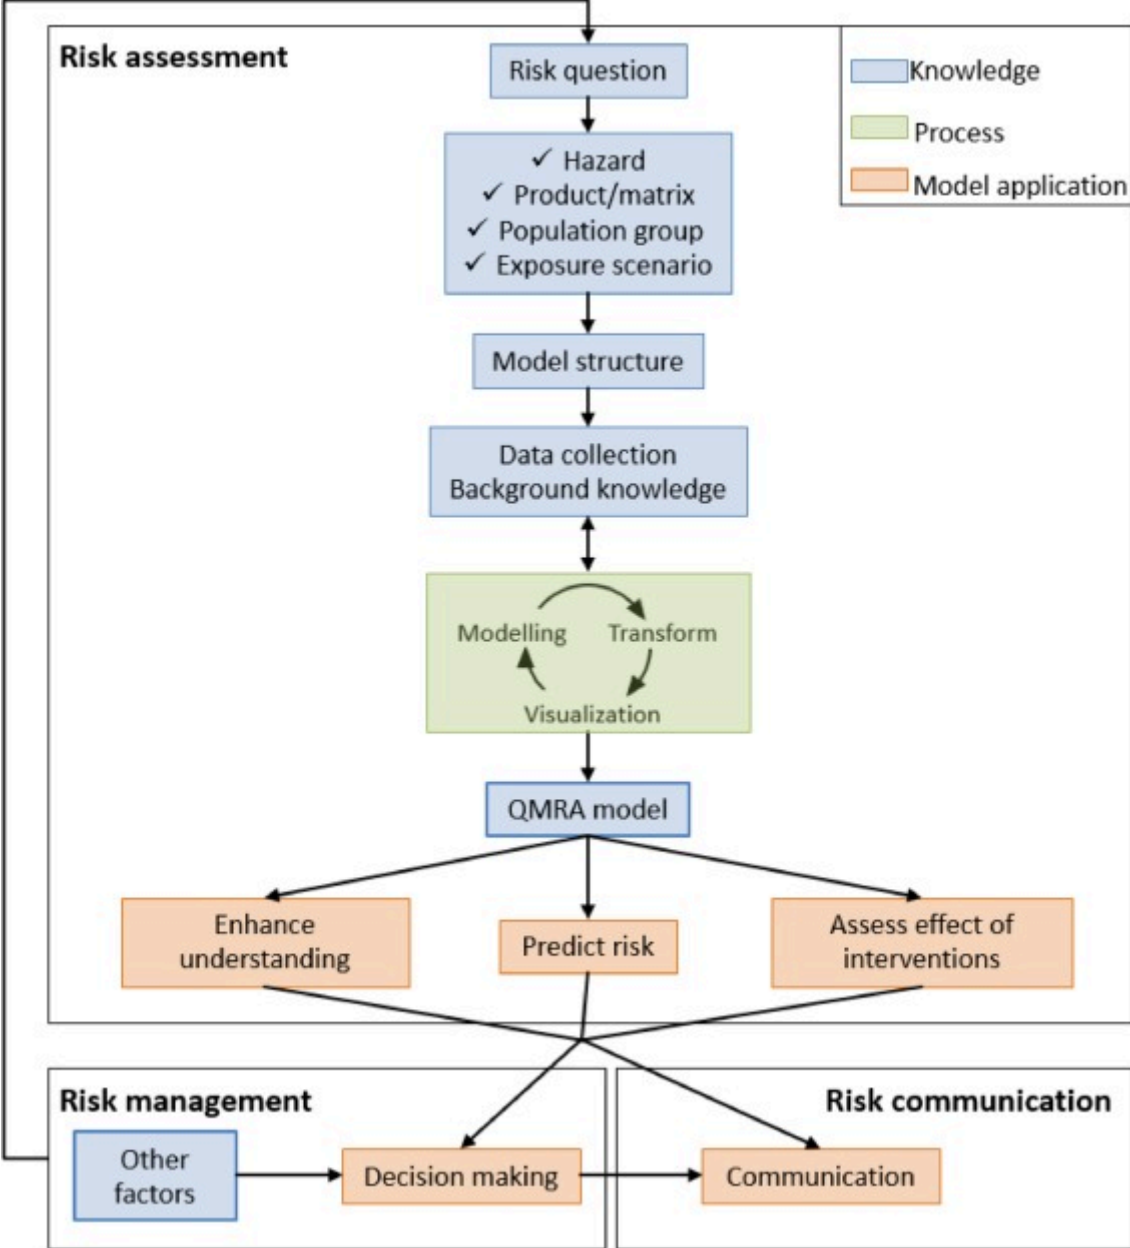 Risk assessment
Knowledge
Process
Model application
Risk question
✓ Hazard
✓ Product/matrix
✓ Population group
✓ Exposure scenario
Model structure
Data collection
Background knowledge
Modelling
Transform
Visualization
QMRA model
Enhance
understanding
Predict risk
Assess effect of
interventions
Risk management
Other
factors
Decision making
Risk communication
Communication